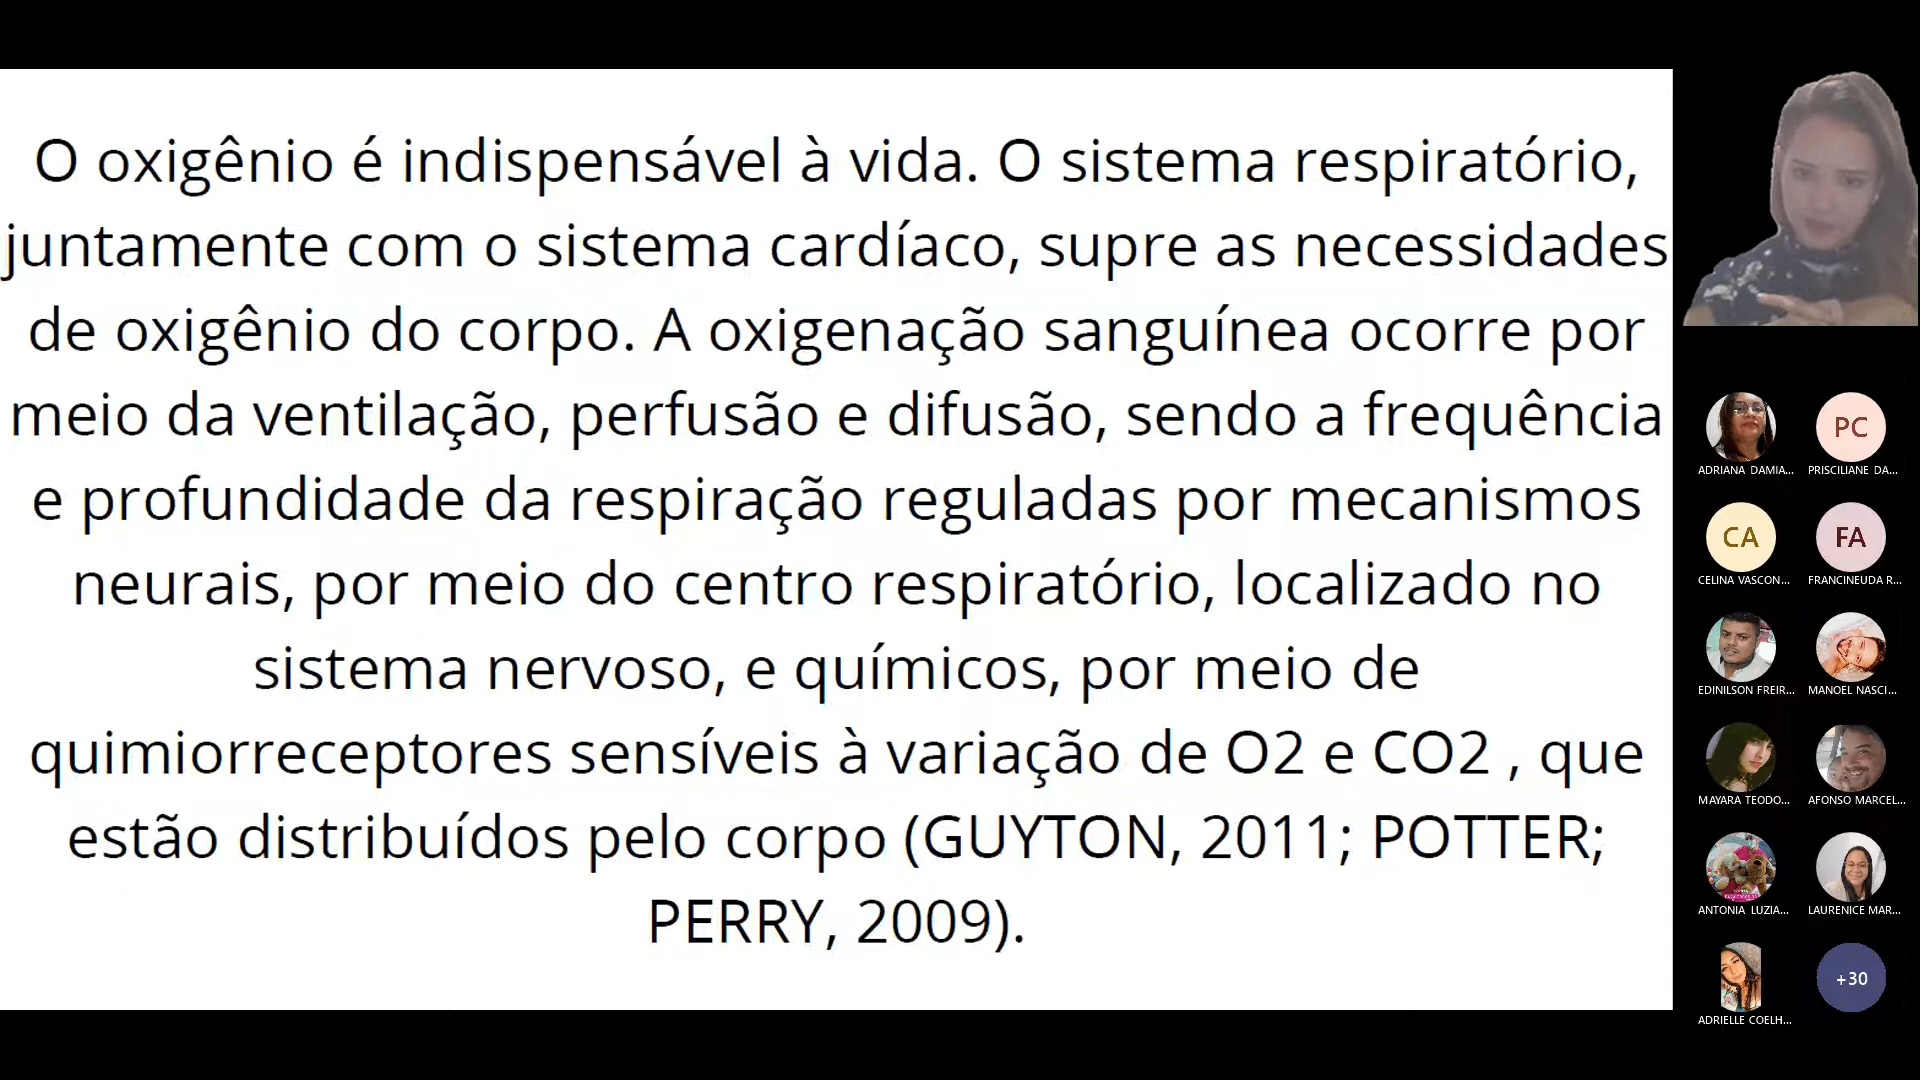 O oxigênio é indispensável à vida. O sistema respiratório,
juntamente com o sistema cardíaco, supre as necessidades
de oxigênio do corpo. A oxigenação sanguínea ocorre por
meio da ventilação, perfusão e difusão, sendo a frequência
e profundidade da respiração reguladas por mecanismos
neurais, por meio do centro respiratório, localizado no
sistema nervoso, e químicos, por meio de
quimiorreceptores sensíveis à variação de O2 e CO2 , que
estão distribuídos pelo corpo (GUYTON, 2011; POTTER;
PERRY, 2009).
ADRIANA DAMIA...
PC
PRISCILIANE DA...
CA
CELINA VASCON...
FA
FRANCINEUDA R...
EDINILSON FREIR...
MANOEL NASCI...
MAYARA TEODO...
AFONSO MARCEL...
ANTONIA LUZIA...
LAURENICE MAR...
ADRIELLE COELH...
+30